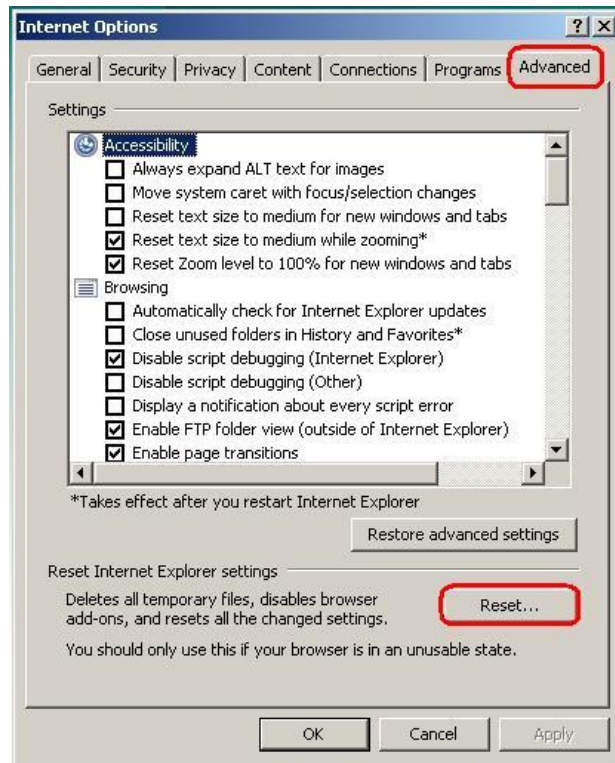 Internet Options
General Security Privacy Content Connections Programs Advanced
Settings
Accessibility
Always expand ALT text for images
Move system caret with focus/selection changes
Reset text size to medium for new windows and tabs
Reset text size to medium while zooming*
Reset Zoom level to 100% for new windows and tabs
Browsing
Automatically check for Internet Explorer updates
Close unused folders in History and Favorites*
Disable script debugging (Internet Explorer)
Disable script debugging (Other)
Display a notification about every script error
Enable FTP folder view (outside of Internet Explorer)
Enable page transitions
*Takes effect after you restart Internet Explorer
Restore advanced settings
Reset Internet Explorer settings
Deletes all temporary files, disables browser
add-ons, and resets all the changed settings.
Reset...
You should only use this if your browser is in an unusable state.
OK Cancel Apply